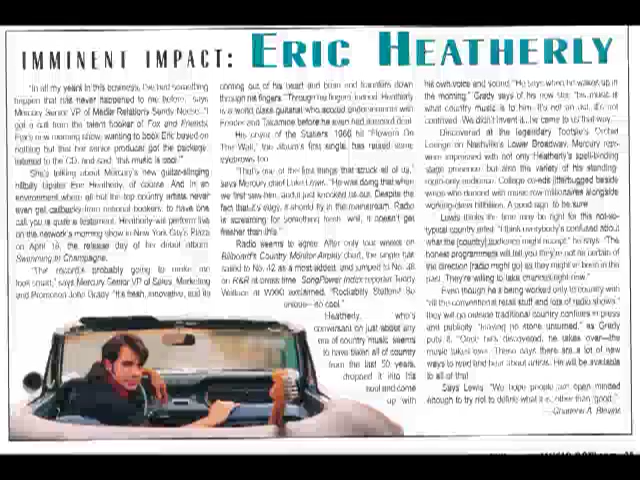 IMMINENT IMPACT: ERIC HEATHERLY
"In all my years in this business, I've had something
happen that has never happened to me before," says
Mercury Senior VP of Media Relations Sandy
"I got a call from the talent booker of Fox and Friends,
Fox's morning show, wanting to book Eric based on
nothing but that her senior producer got the package,
listened to the CD, and said, 'this music is cool.'"
She's talking about Mercury's new guitar-slinging
hillbilly Eric Heatherly, of course. And in an
environment where all but the top country artists never
even get callbacks from national bookers, to have one
call you is quite a testament. Heatherly will perform live
on the network's morning show in New York City's Plaza
on April 18, the release day of his debut album
Swimming in Champagne.
"The record's probably going to make me
look smart," says Mercury Senior VP of Sales, Marketing
and Promotion John Grady. "It's fresh, innovative, and it's
coming out of his heart and brain and
through his fingers." Through his fingers, indeed. Heatherly
is a world class guitarist who scored endorsements with
Fender and Takamine before he even had a record deal.
His cover of the Statlers' 1966 hit "Flowers On
The Wall," the album's first single, has raised some
eyebrows too.
"That's one of the first things that struck all of us,"
says Mercury chief Luke Lewis. "He was doing that when
we first saw him, and it just knocked us out. Despite the
fact that it's edgy, it should fly in the mainstream. Radio
is screaming for something fresh. Well, it doesn't get
fresher than this."
Radio seems to agree. After only four weeks on
Billboard's Country Monitor Airplay chart, the single has
sailed to No. 42 as a most added, and jumped to No. 48
on R&R at press time. SongPower Index reporter Tracy
Wallace at WWQQ exclaimed, "Rockabilly Statlers! So
unique—so cool."
Heatherly, who's
conversant on just about any
era of country music seems
to have taken all of country
from the last 50 years,
dropped it into his
soul and come
up with
his own voice and sound. "He says when he wakes up in
the morning," Grady says of his new star, "his music is
what country music is to him. It's not an act, it's not
contrived. We didn't invent it, he came to us that way."
Discovered at the legendary Tootsie's Orchid
Lounge on Nashville's Lower Broadway, Mercury
were impressed with not only Heatherly's spell-binding
stage presence but also the variety of his standing-
room-only audience. College co-eds jitterbugged beside
who danced with music row millionaires alongside
working-class A good sign to be sure.
Lewis thinks the time may be right for this not-so-
typical country artist. "I think everybody's confused about
what the [country] audience might accept," he says. "The
honest programmers will tell you they're not as certain of
the direction [radio might go] as they might've been in the
past. They're willing to take chances right now."
Even though he's being worked only to country with
"all the conventional retail stuff and lots of radio shows,"
they will go outside traditional country confines in press
and publicity "leaving no stone unturned," as Grady
puts it. "Once he's discovered, he takes over—the
music takes over. These days there are a lot of new
ways to read and hear about artists. He will be available
to all of that."
Says Lewis, "We hope people are open minded
enough to try not to define what it is, other than 'good.'"